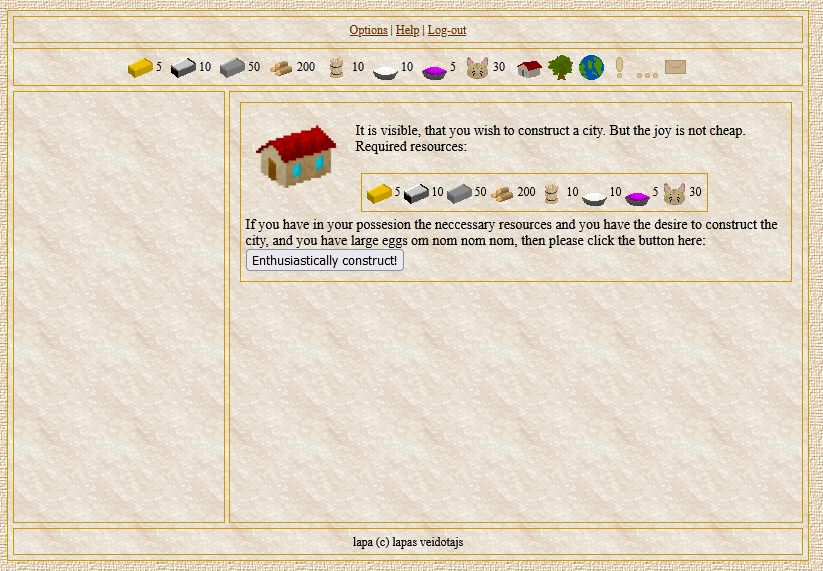 Options | Help | Log-out
5 10 50 200 10 10 5 30
It is visible, that you wish to construct a city. But the joy is not cheap.
Required resources:
5 10 50 200 10 10 5 30
If you have in your possesion the neccessary resources and you have the desire to construct the
city, and you have large eggs om nom nom nom, then please click the button here:
Enthusiastically construct!
lapa (c) lapas veidotajs